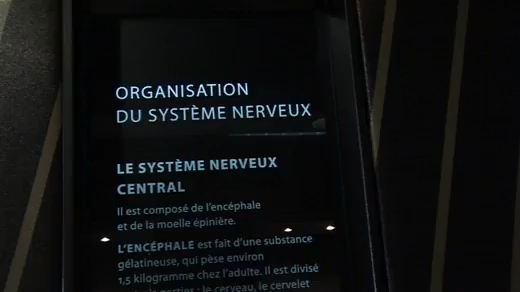 ORGANISATION
DU SYSTÈME NERVEUX
LE SYSTÈME NERVEUX
CENTRAL
Il est composé de l'encéphale
et de la moelle épinière.
L'ENCÉPHALE est fait d'une substance
gélatineuse, qui pèse environ
1,5 kilogramme chez l'adulte. Il est divisé
parties : le cerveau, le cervelet